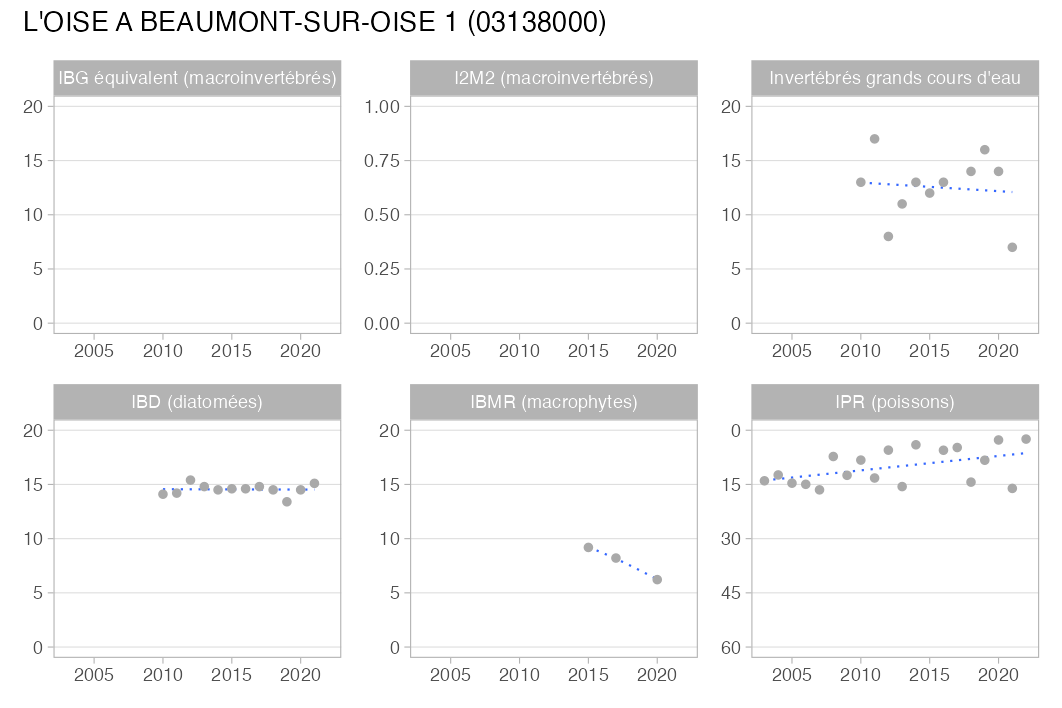 L'OISE A BEAUMONT-SUR-OISE 1 (03138000)
IBG équivalent (macroinvertébrés)
20
15
10
5
0
2005 2010 2015 2020
I2M2 (macroinvertébrés)
1.00
0.75
0.50
0.25
0.00
2005 2010 2015 2020
Invertébrés grands cours d'eau
20
15
10
5
0
2005 2010 2015 2020
IBD (diatomées)
20
15
10
5
0
2005 2010 2015 2020
IBMR (macrophytes)
20
15
10
5
0
2005 2010 2015 2020
IPR (poissons)
0
15
30
45
60
2005 2010 2015 2020